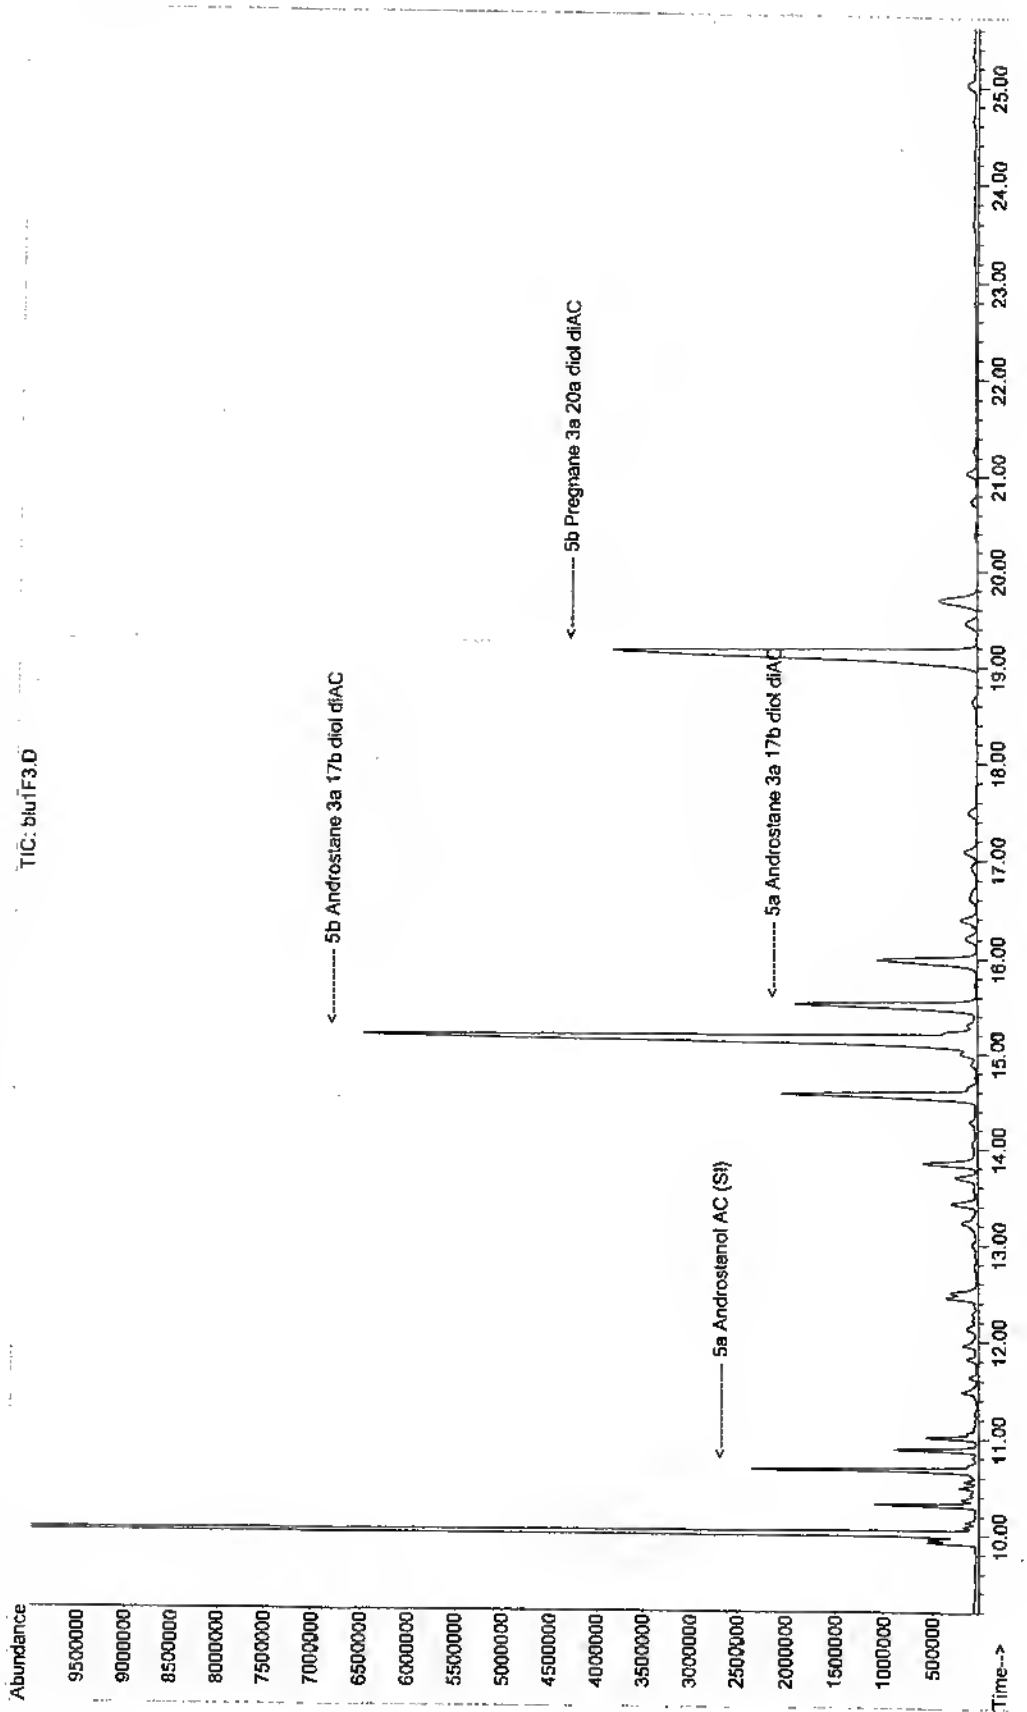 Abundance
TIC: blu1F3.D
9500000
9000000
8500000
8000000
7500000
7000000
6500000
6000000
5500000
5000000
4500000
4000000
3500000
3000000
2500000
2000000
1500000
1000000
500000
<---------- 5b Androstane 3a 17b diol diAC
<---------- 5b Pregnane 3a 20a diol diAC
<---------- 5a Androstanol AC (SI)
<---------- 5a Androstane 3a 17b diol diAC
Time-->
10.00 11.00 12.00 13.00 14.00 15.00 16.00 17.00 18.00 19.00 20.00 21.00 22.00 23.00 24.00 25.00